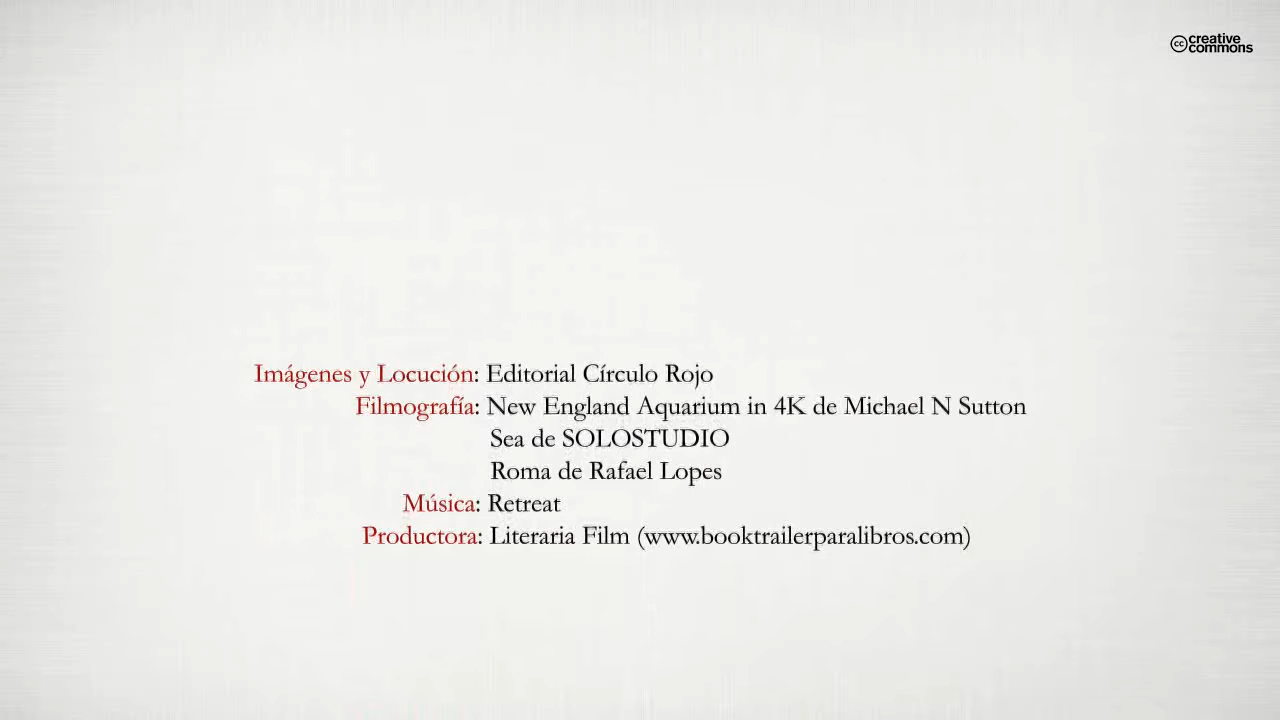 creative
commons
Imágenes y Locución: Editorial Círculo Rojo
Filmografía: New England Aquarium in 4K de Michael N Sutton
Sea de SOLOSTUDIO
Roma de Rafael Lopes
Música: Retreat
Productora: Literaria Film (www.booktrailerparalibros.com)